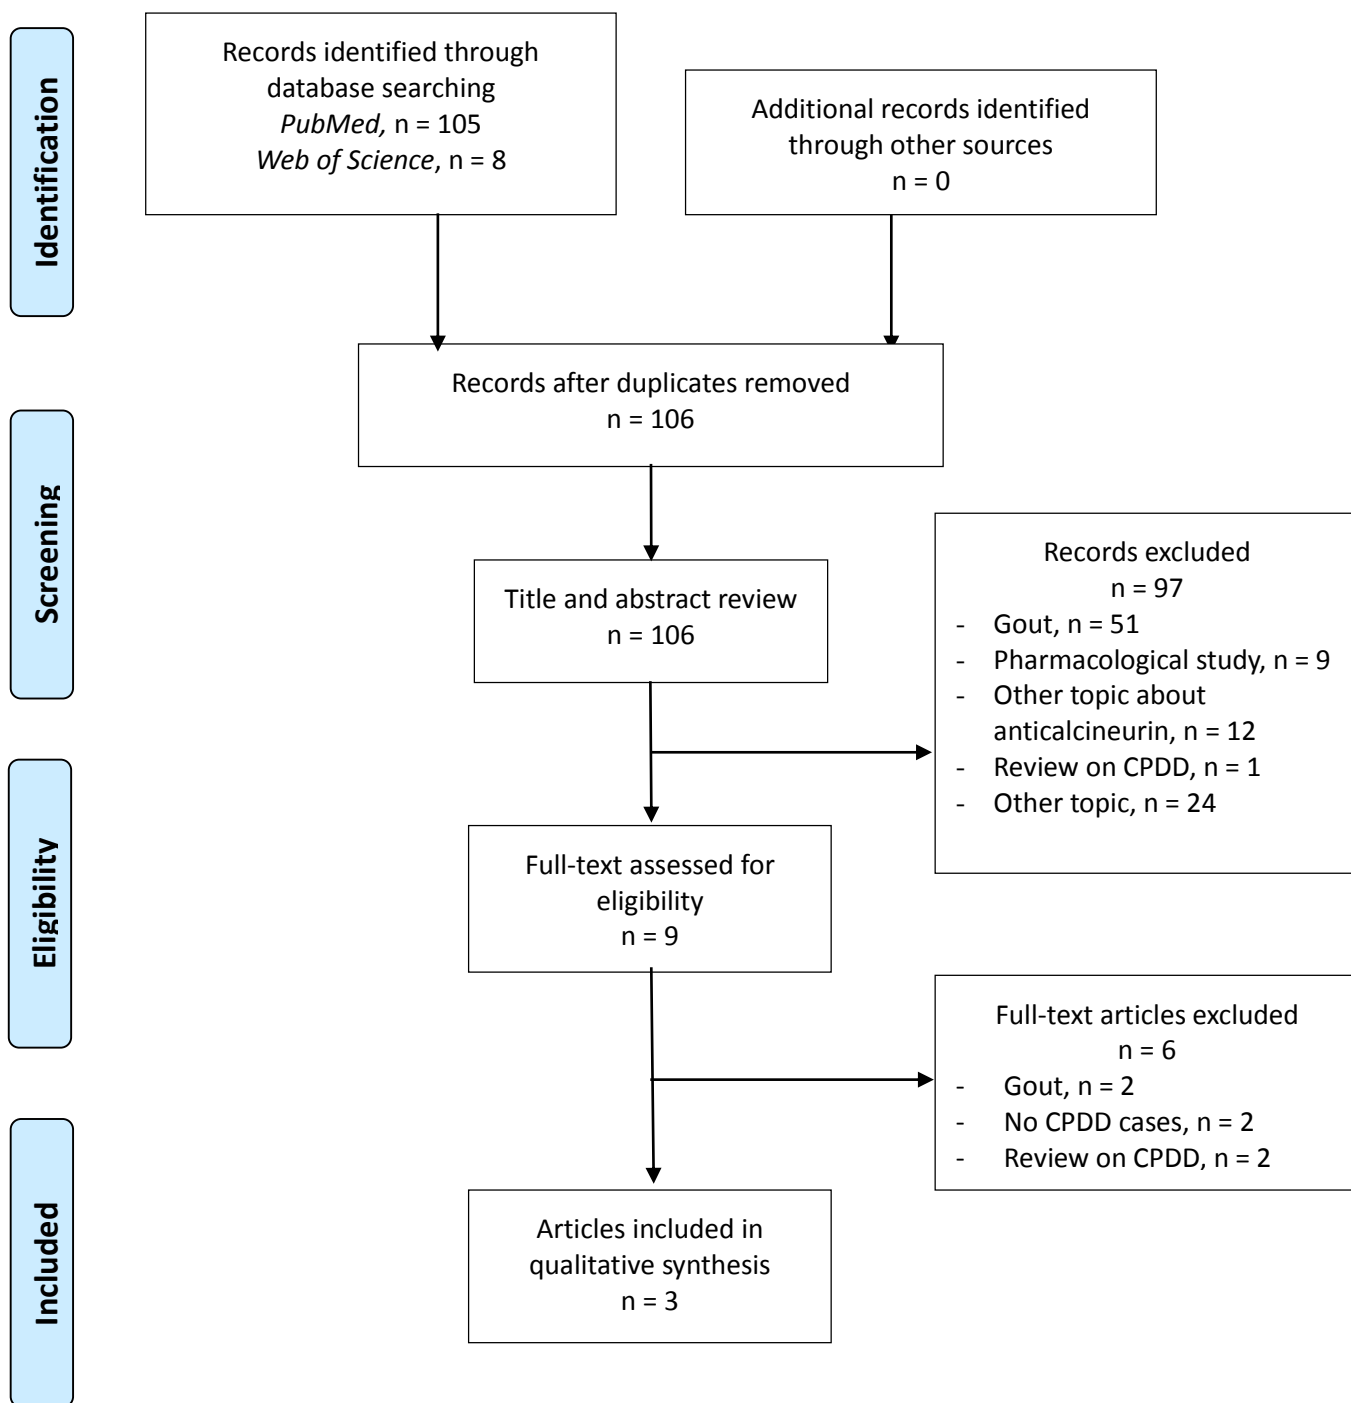 Identification
Records identified through
database searching
PubMed, n = 105
Web of Science, n = 8
Additional records identified
through other sources
n = 0
Records after duplicates removed
n = 106
Screening
Title and abstract review
n = 106
Records excluded
n = 97
- Gout, n = 51
- Pharmacological study, n = 9
- Other topic about
anticalcineurin, n = 12
- Review on CPDD, n = 1
- Other topic, n = 24
Eligibility
Full-text assessed for
eligibility
n = 9
Full-text articles excluded
n = 6
- Gout, n = 2
- No CPDD cases, n = 2
- Review on CPDD, n = 2
Included
Articles included in
qualitative synthesis
n = 3